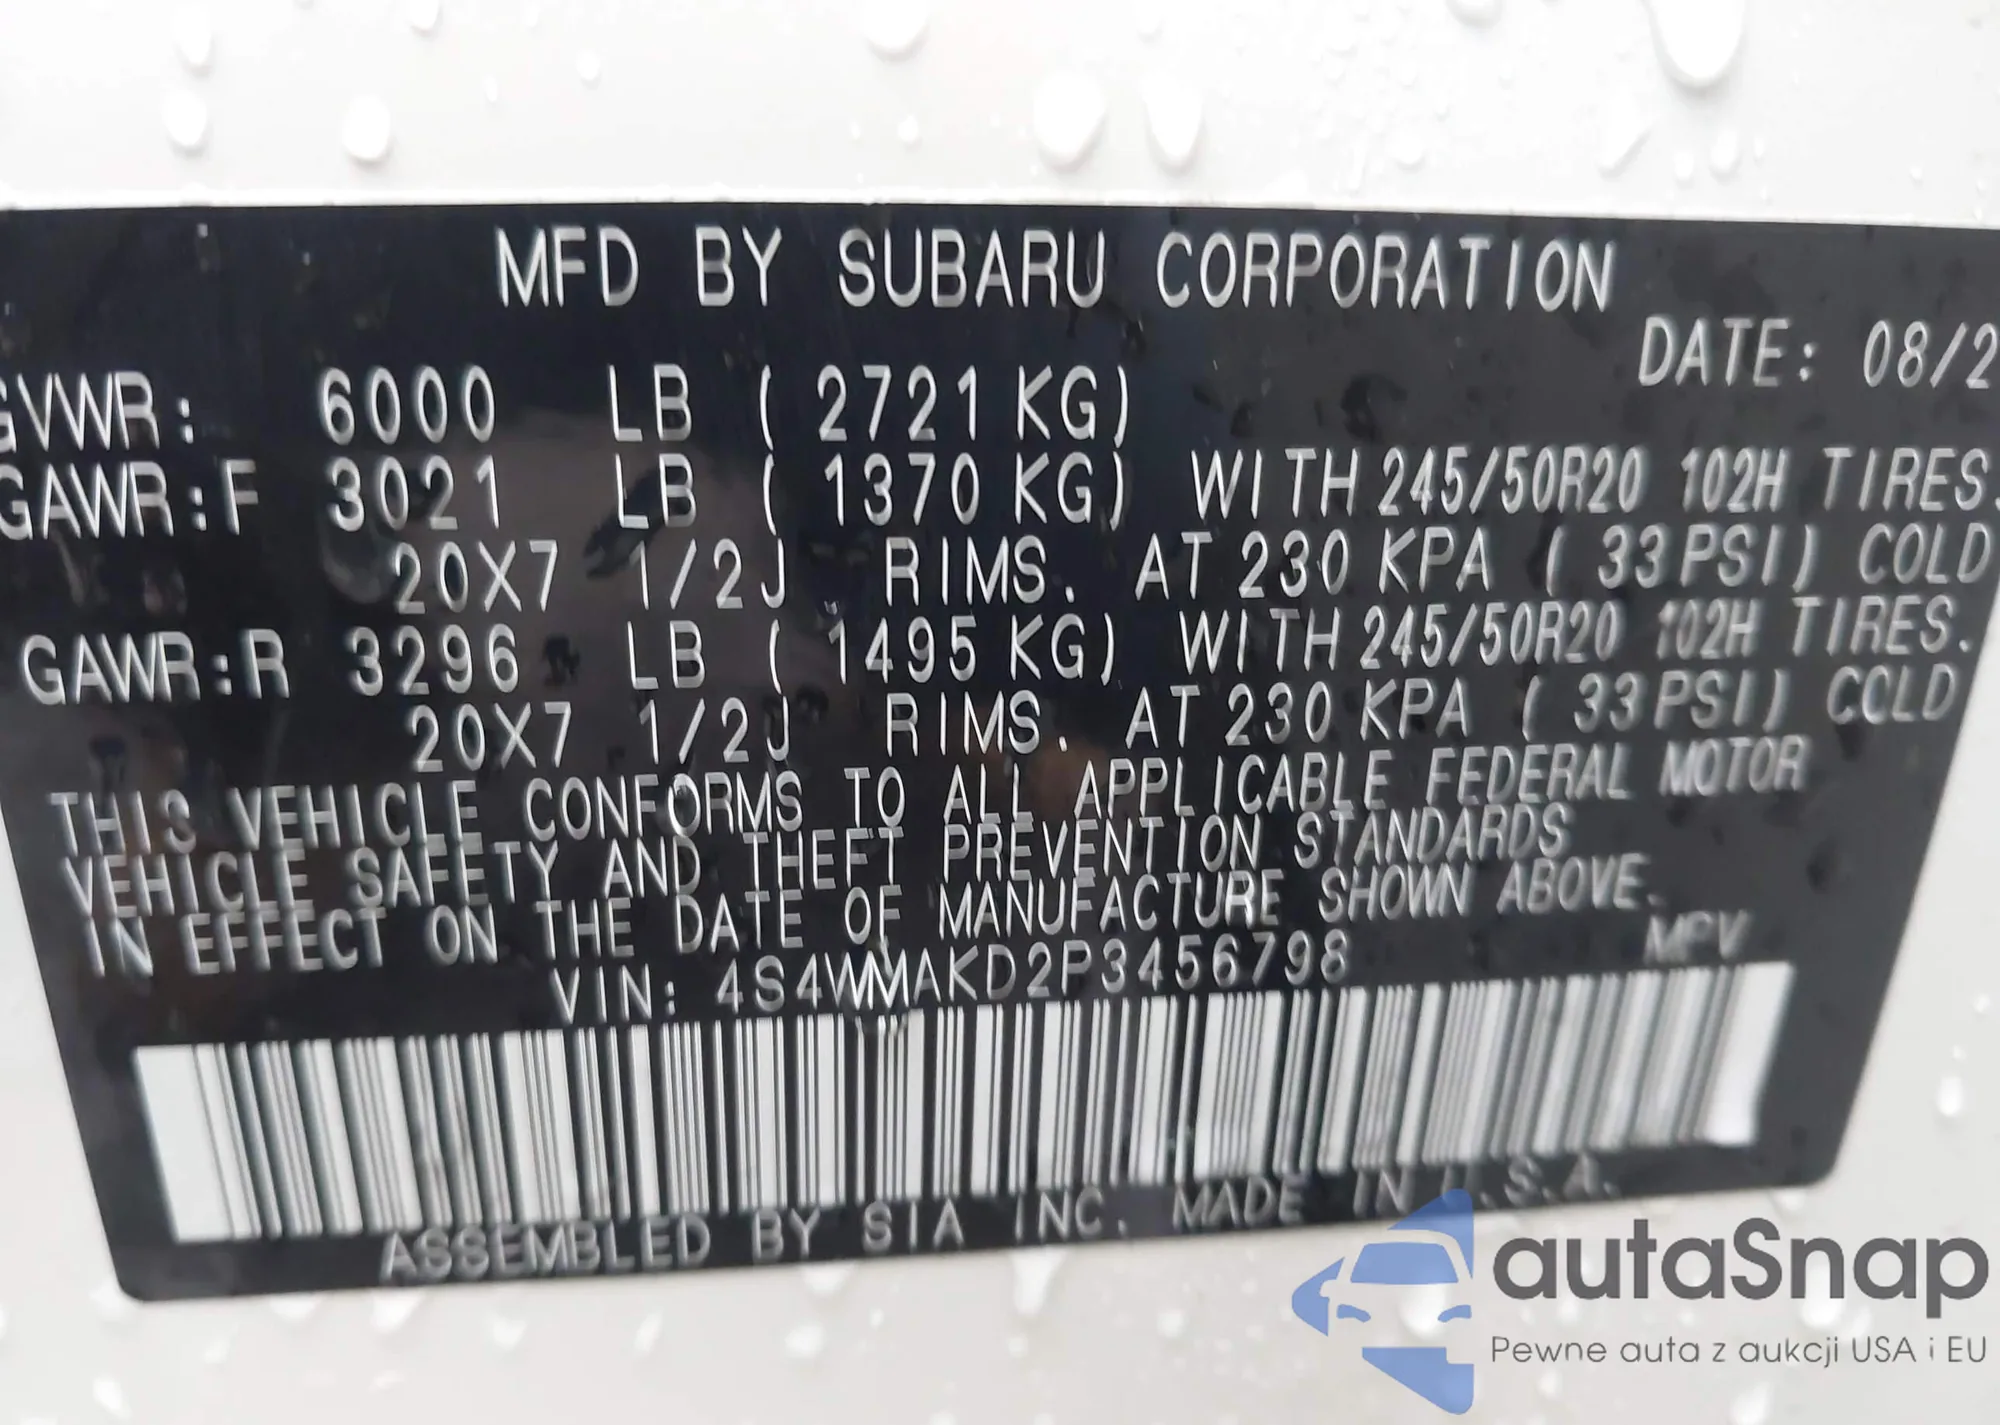 MFD BY SUBARU CORPORATION
DATE: 08/2
GVWR: 6000 LB ( 2721 KG)
GAWR:F 3021 LB ( 1370 KG) WITH 245/50R20 102H TIRES.
20X7 1/2J RIMS. AT 230 KPA ( 33 PSI) COLD
GAWR:R 3296 LB ( 1495 KG) WITH 245/50R20 102H TIRES.
20X7 1/2J RIMS. AT 230 KPA ( 33 PSI) COLD
THIS VEHICLE CONFORMS TO ALL APPLICABLE FEDERAL MOTOR
VEHICLE SAFETY AND THEFT PREVENTION STANDARDS
IN EFFECT ON THE DATE OF MANUFACTURE SHOWN ABOVE.
VIN: 4S4WMAKD2P3456798 MPV
ASSEMBLED BY SIA INC. MADE IN U.S.A.
autaSnap
Pewne auta z aukcji USA i EU